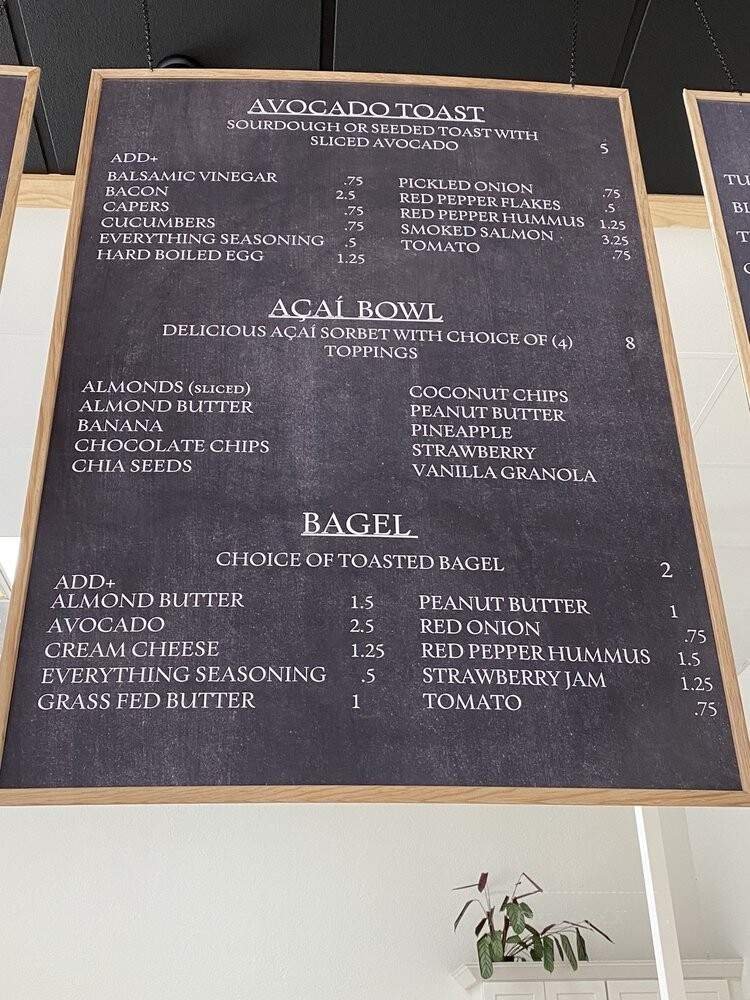 AVOCADO TOAST
SOURDOUGH OR SEEDED TOAST WITH
SLICED AVOCADO 5
ADD+
BALSAMIC VINEGAR .75
BACON 2.5
CAPERS .75
CUCUMBERS .75
EVERYTHING SEASONING .5
HARD BOILED EGG 1.25
PICKLED ONION .75
RED PEPPER FLAKES .5
RED PEPPER HUMMUS 1.25
SMOKED SALMON 3.25
TOMATO .75
AÇAÍ BOWL
DELICIOUS AÇAÍ SORBET WITH CHOICE OF (4) 8
TOPPINGS
ALMONDS (SLICED)
ALMOND BUTTER
BANANA
CHOCOLATE CHIPS
CHIA SEEDS
COCONUT CHIPS
PEANUT BUTTER
PINEAPPLE
STRAWBERRY
VANILLA GRANOLA
BAGEL
CHOICE OF TOASTED BAGEL 2
ADD+
ALMOND BUTTER 1.5
AVOCADO 2.5
CREAM CHEESE 1.25
EVERYTHING SEASONING .5
GRASS FED BUTTER 1
PEANUT BUTTER 1
RED ONION .75
RED PEPPER HUMMUS 1.5
STRAWBERRY JAM 1.25
TOMATO .75